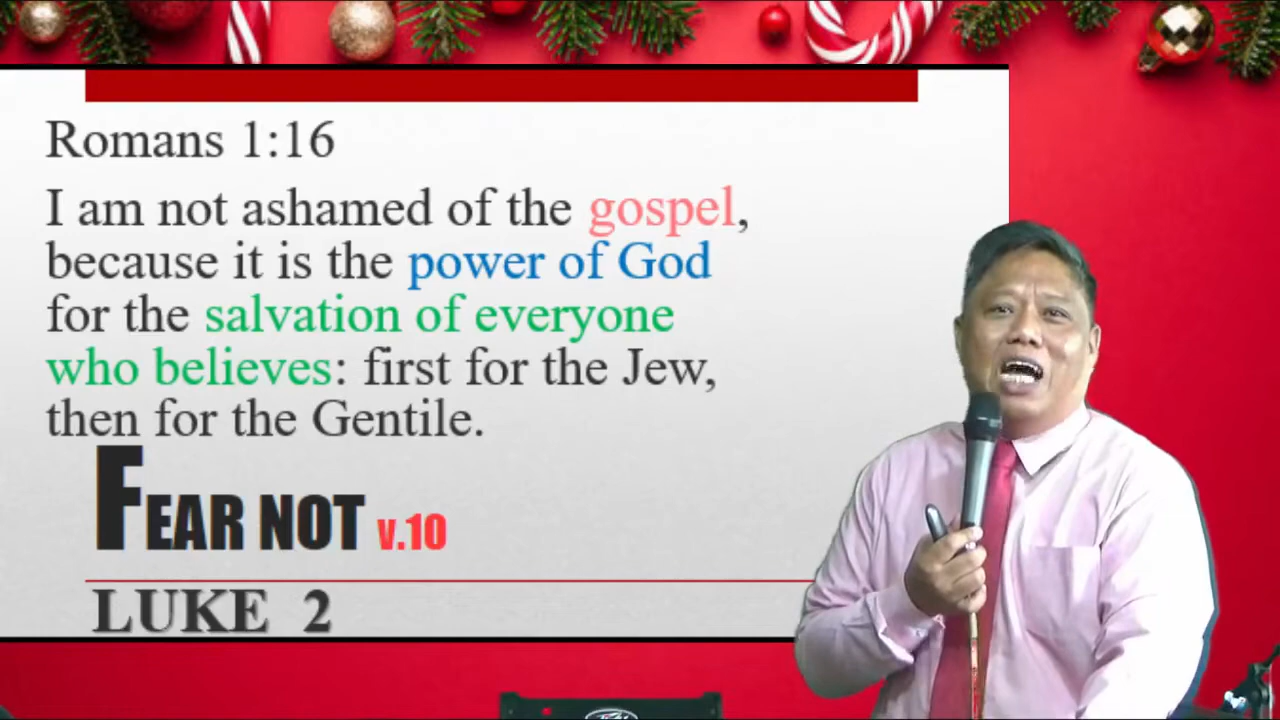 Romans 1:16
I am not ashamed of the gospel,
because it is the power of God
for the salvation of everyone
who believes: first for the Jew,
then for the Gentile.
FEAR NOT v.10
LUKE 2